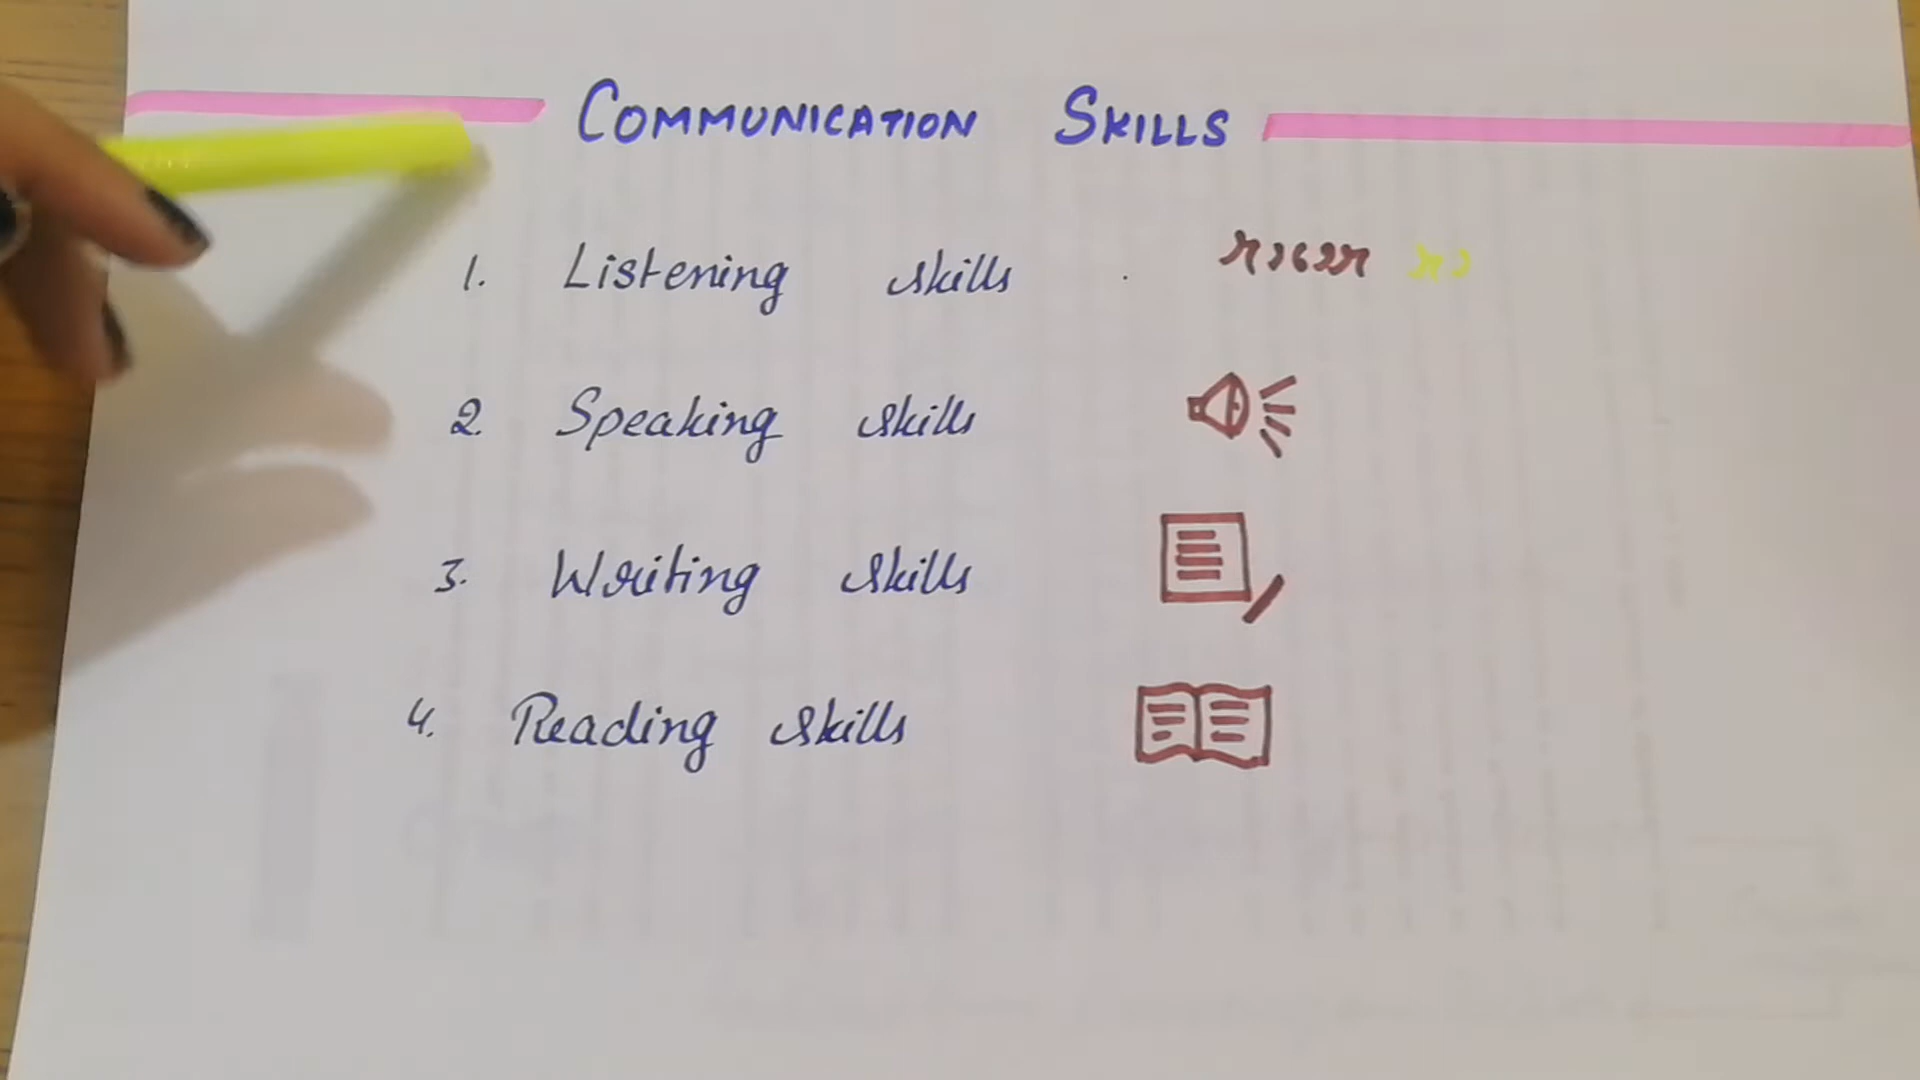 COMMUNICATION SKILLS
1. Listening skills
2. Speaking skills
3. Writing skills
4. Reading skills